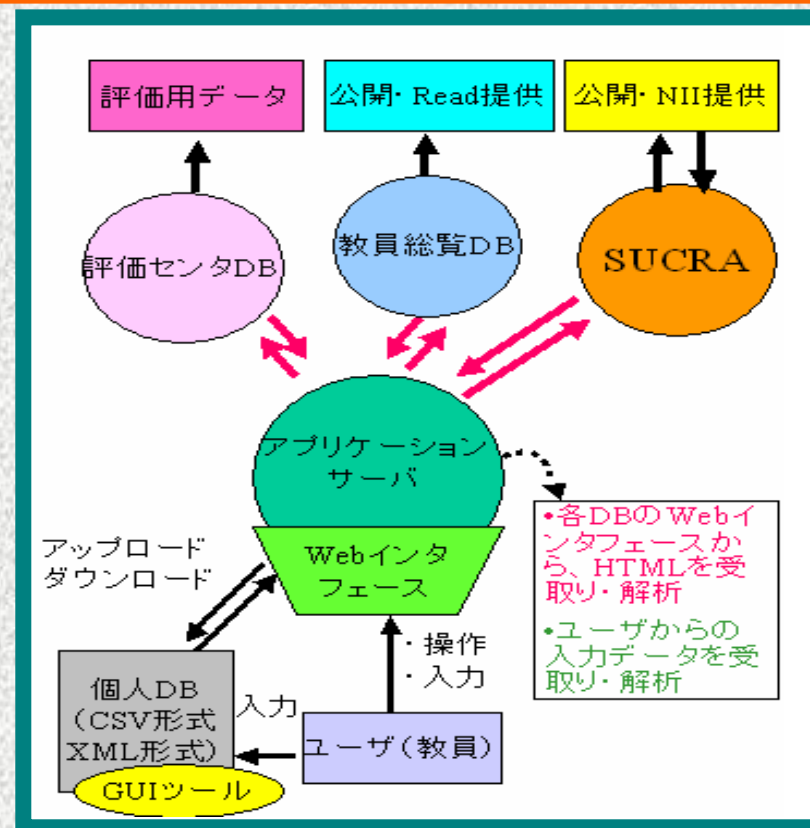 評価用データ
公開・Read提供
公開・NII提供
評価センタDB
教員総覧DB
SUCRA
アプリケーション
サーバ
Webインタ
フェース
アップロード
ダウンロード
•各DBのWebイ
ンタフェースか
ら、HTMLを受
取り・解析
•ユーザからの
入力データを受
取り・解析
・操作
・入力
個人DB
(CSV形式
XML形式)
入力
ユーザ(教員)
GUIツール